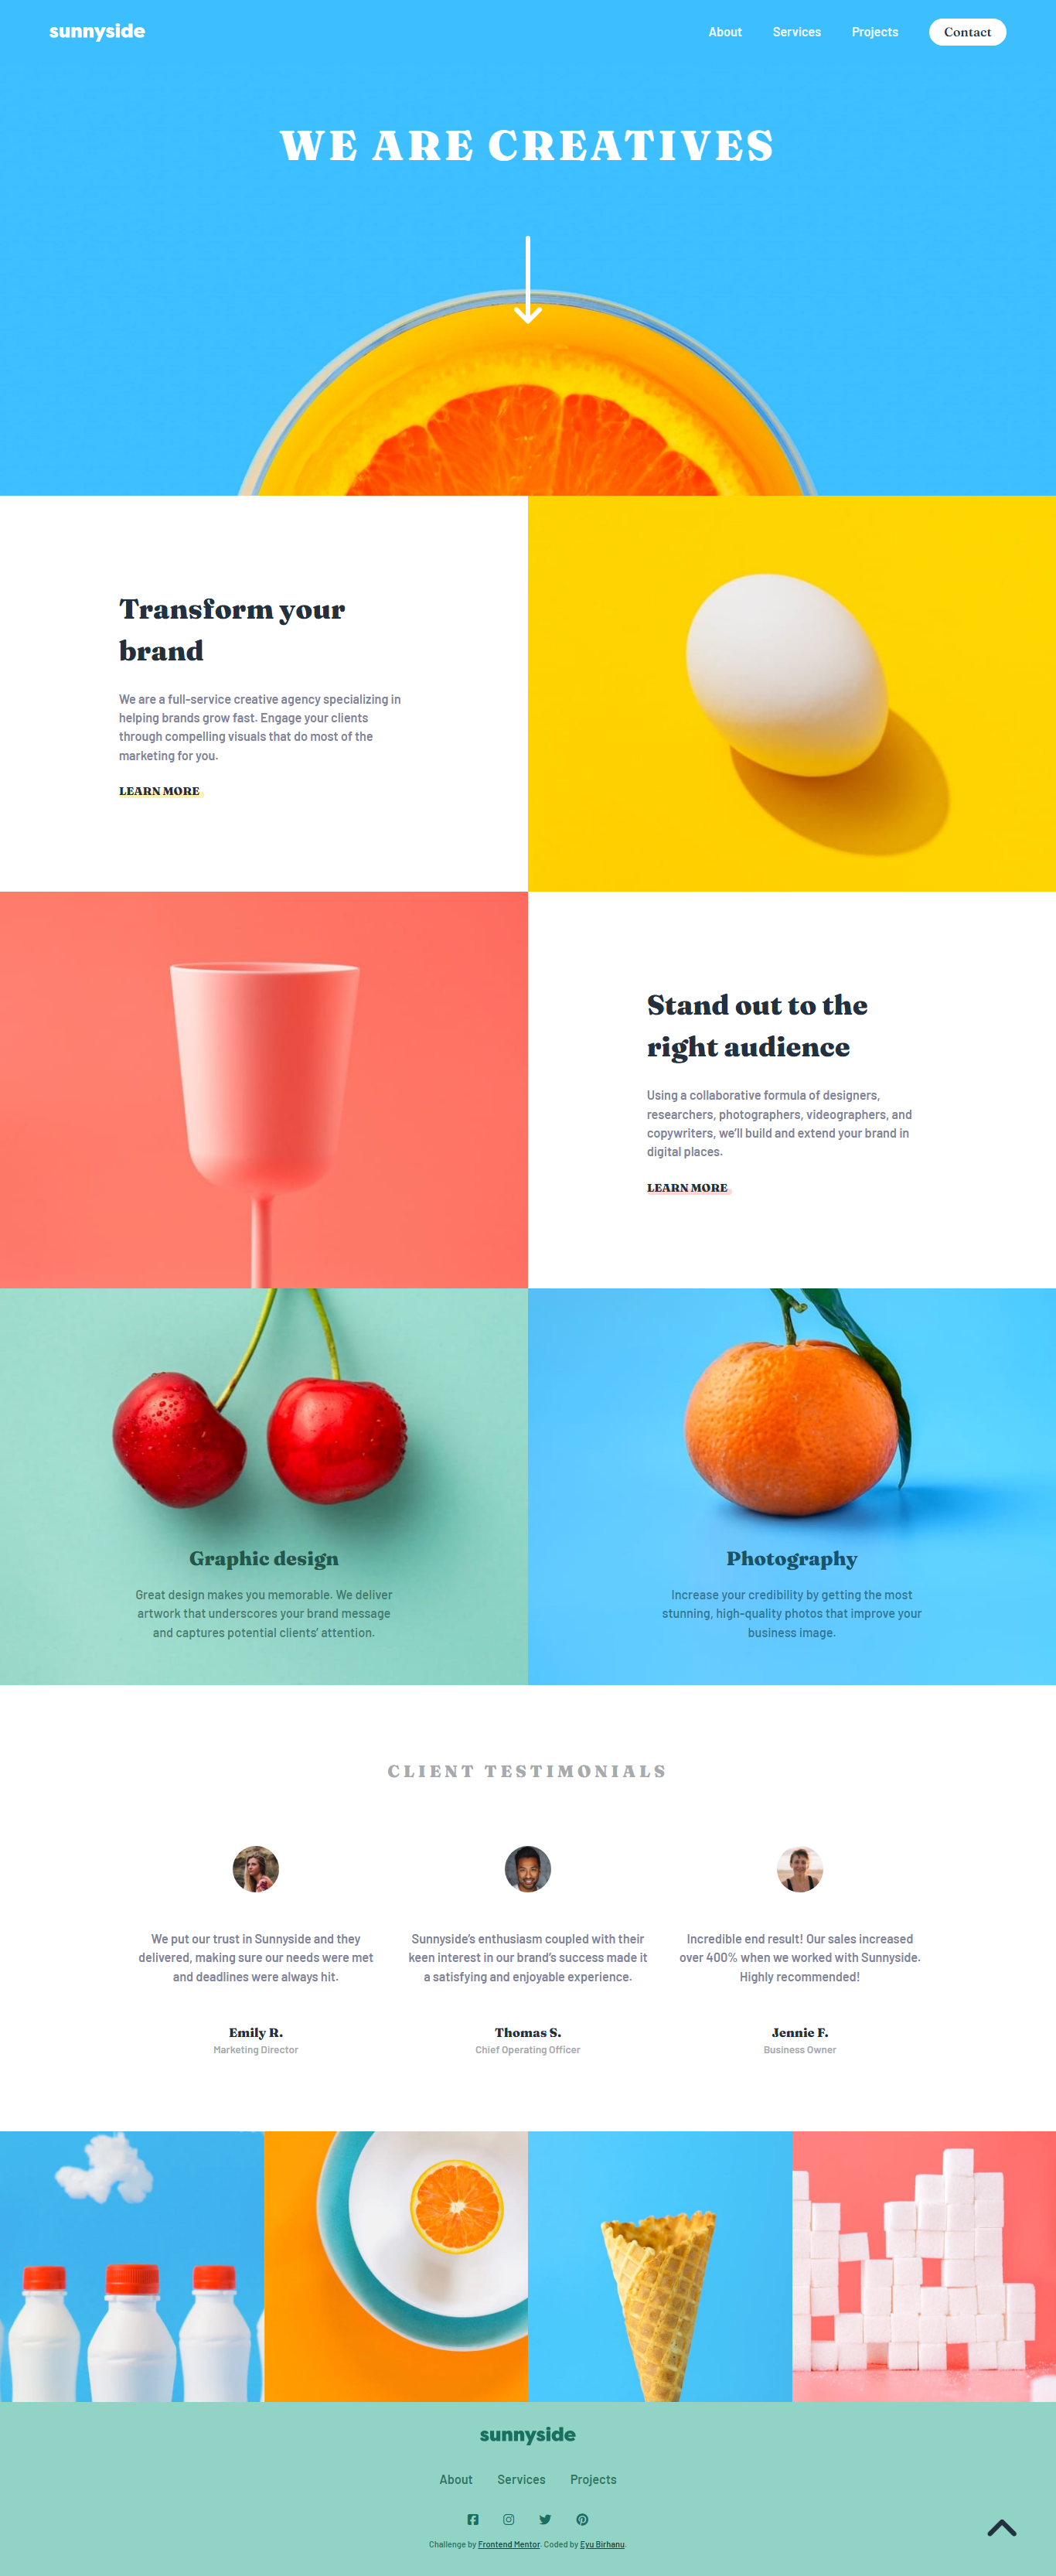 sunnyside
About Services Projects Contact
WE ARE CREATIVES
Transform your
brand
We are a full-service creative agency specializing in
helping brands grow fast. Engage your clients
through compelling visuals that do most of the
marketing for you.
LEARN MORE
Stand out to the
right audience
Using a collaborative formula of designers,
researchers, photographers, videographers, and
copywriters, we’ll build and extend your brand in
digital places.
LEARN MORE
Graphic design
Great design makes you memorable. We deliver
artwork that underscores your brand message
and captures potential clients’ attention.
Photography
Increase your credibility by getting the most
stunning, high-quality photos that improve your
business image.
CLIENT TESTIMONIALS
We put our trust in Sunnyside and they
delivered, making sure our needs were met
and deadlines were always hit.
Emily R.
Marketing Director
Sunnyside’s enthusiasm coupled with their
keen interest in our brand’s success made it
a satisfying and enjoyable experience.
Thomas S.
Chief Operating Officer
Incredible end result! Our sales increased
over 400% when we worked with Sunnyside.
Highly recommended!
Jennie F.
Business Owner
sunnyside
About Services Projects
Challenge by Frontend Mentor. Coded by Eyu Birhanu.